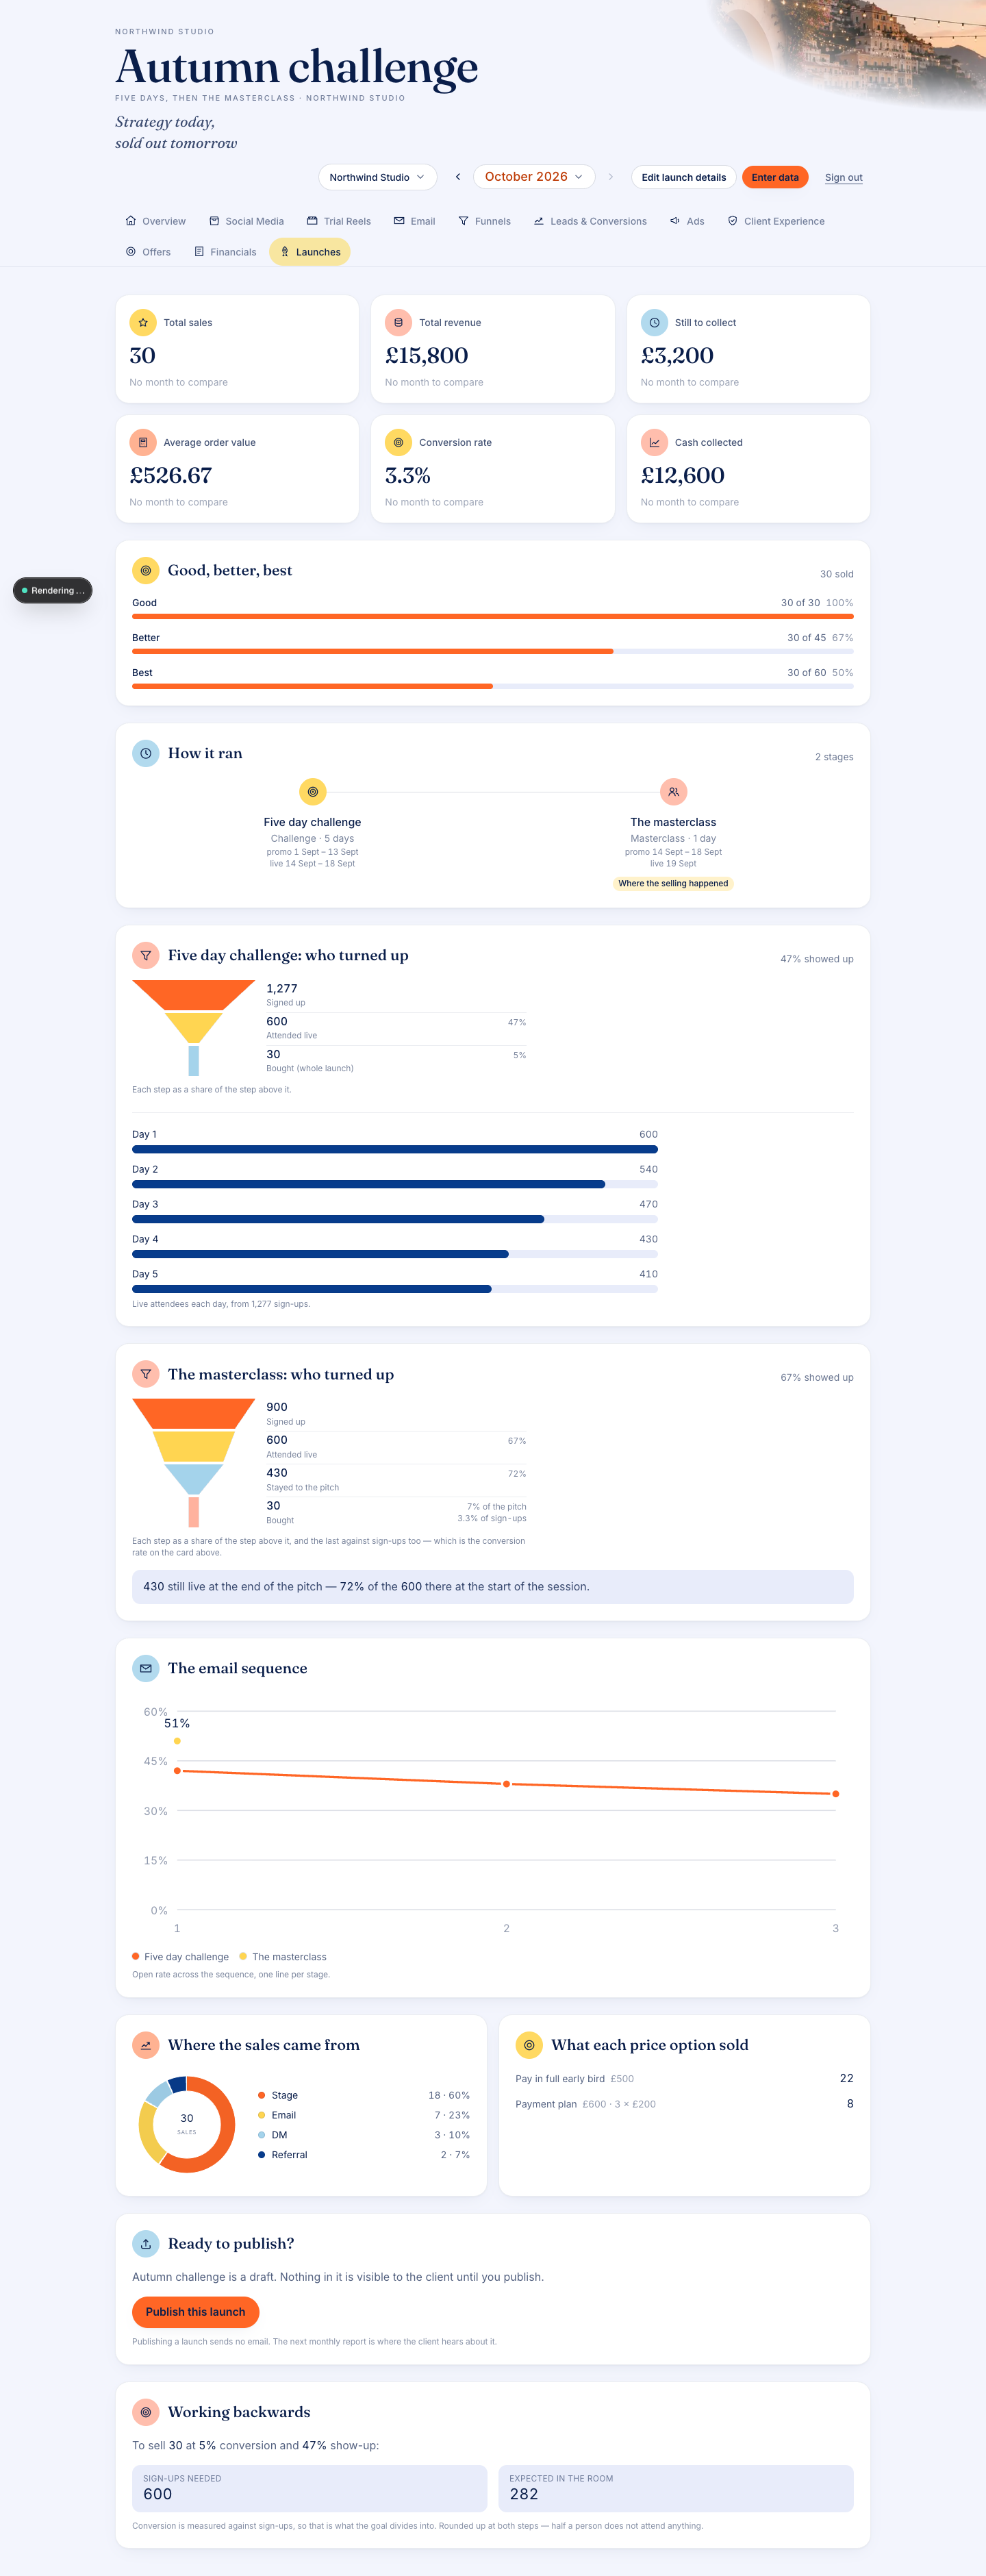 NORTHWIND STUDIO
Autumn challenge
FIVE DAYS, THEN THE MASTERCLASS · NORTHWIND STUDIO
Strategy today,
sold out tomorrow
Northwind Studio
October 2026
Edit launch details
Enter data
Sign out
Overview
Social Media
Trial Reels
Email
Funnels
Leads & Conversions
Ads
Client Experience
Offers
Financials
Launches
Total sales
30
No month to compare
Total revenue
£15,800
No month to compare
Still to collect
£3,200
No month to compare
Average order value
£526.67
No month to compare
Conversion rate
3.3%
No month to compare
Cash collected
£12,600
No month to compare
Rendering...
Good, better, best
30 sold
Good
30 of 30 100%
Better
30 of 45 67%
Best
30 of 60 50%
How it ran
2 stages
Five day challenge
Challenge · 5 days
promo 1 Sept – 13 Sept
live 14 Sept – 18 Sept
The masterclass
Masterclass · 1 day
promo 14 Sept – 18 Sept
live 19 Sept
Where the selling happened
Five day challenge: who turned up
47% showed up
1,277
Signed up
600
47%
Attended live
30
5%
Bought (whole launch)
Each step as a share of the step above it.
Day 1
600
Day 2
540
Day 3
470
Day 4
430
Day 5
410
Live attendees each day, from 1,277 sign-ups.
The masterclass: who turned up
67% showed up
900
Signed up
600
67%
Attended live
430
72%
Stayed to the pitch
30
7% of the pitch
Bought
3.3% of sign-ups
Each step as a share of the step above it, and the last against sign-ups too — which is the conversion
rate on the card above.
430 still live at the end of the pitch — 72% of the 600 there at the start of the session.
The email sequence
60%
51%
45%
30%
15%
0%
1
2
3
Five day challenge
The masterclass
Open rate across the sequence, one line per stage.
Where the sales came from
30
SALES
Stage
18 · 60%
Email
7 · 23%
DM
3 · 10%
Referral
2 · 7%
What each price option sold
Pay in full early bird £500
22
Payment plan £600 · 3 × £200
8
Ready to publish?
Autumn challenge is a draft. Nothing in it is visible to the client until you publish.
Publish this launch
Publishing a launch sends no email. The next monthly report is where the client hears about it.
Working backwards
To sell 30 at 5% conversion and 47% show-up:
SIGN-UPS NEEDED
600
EXPECTED IN THE ROOM
282
Conversion is measured against sign-ups, so that is what the goal divides into. Rounded up at both steps — half a person does not attend anything.